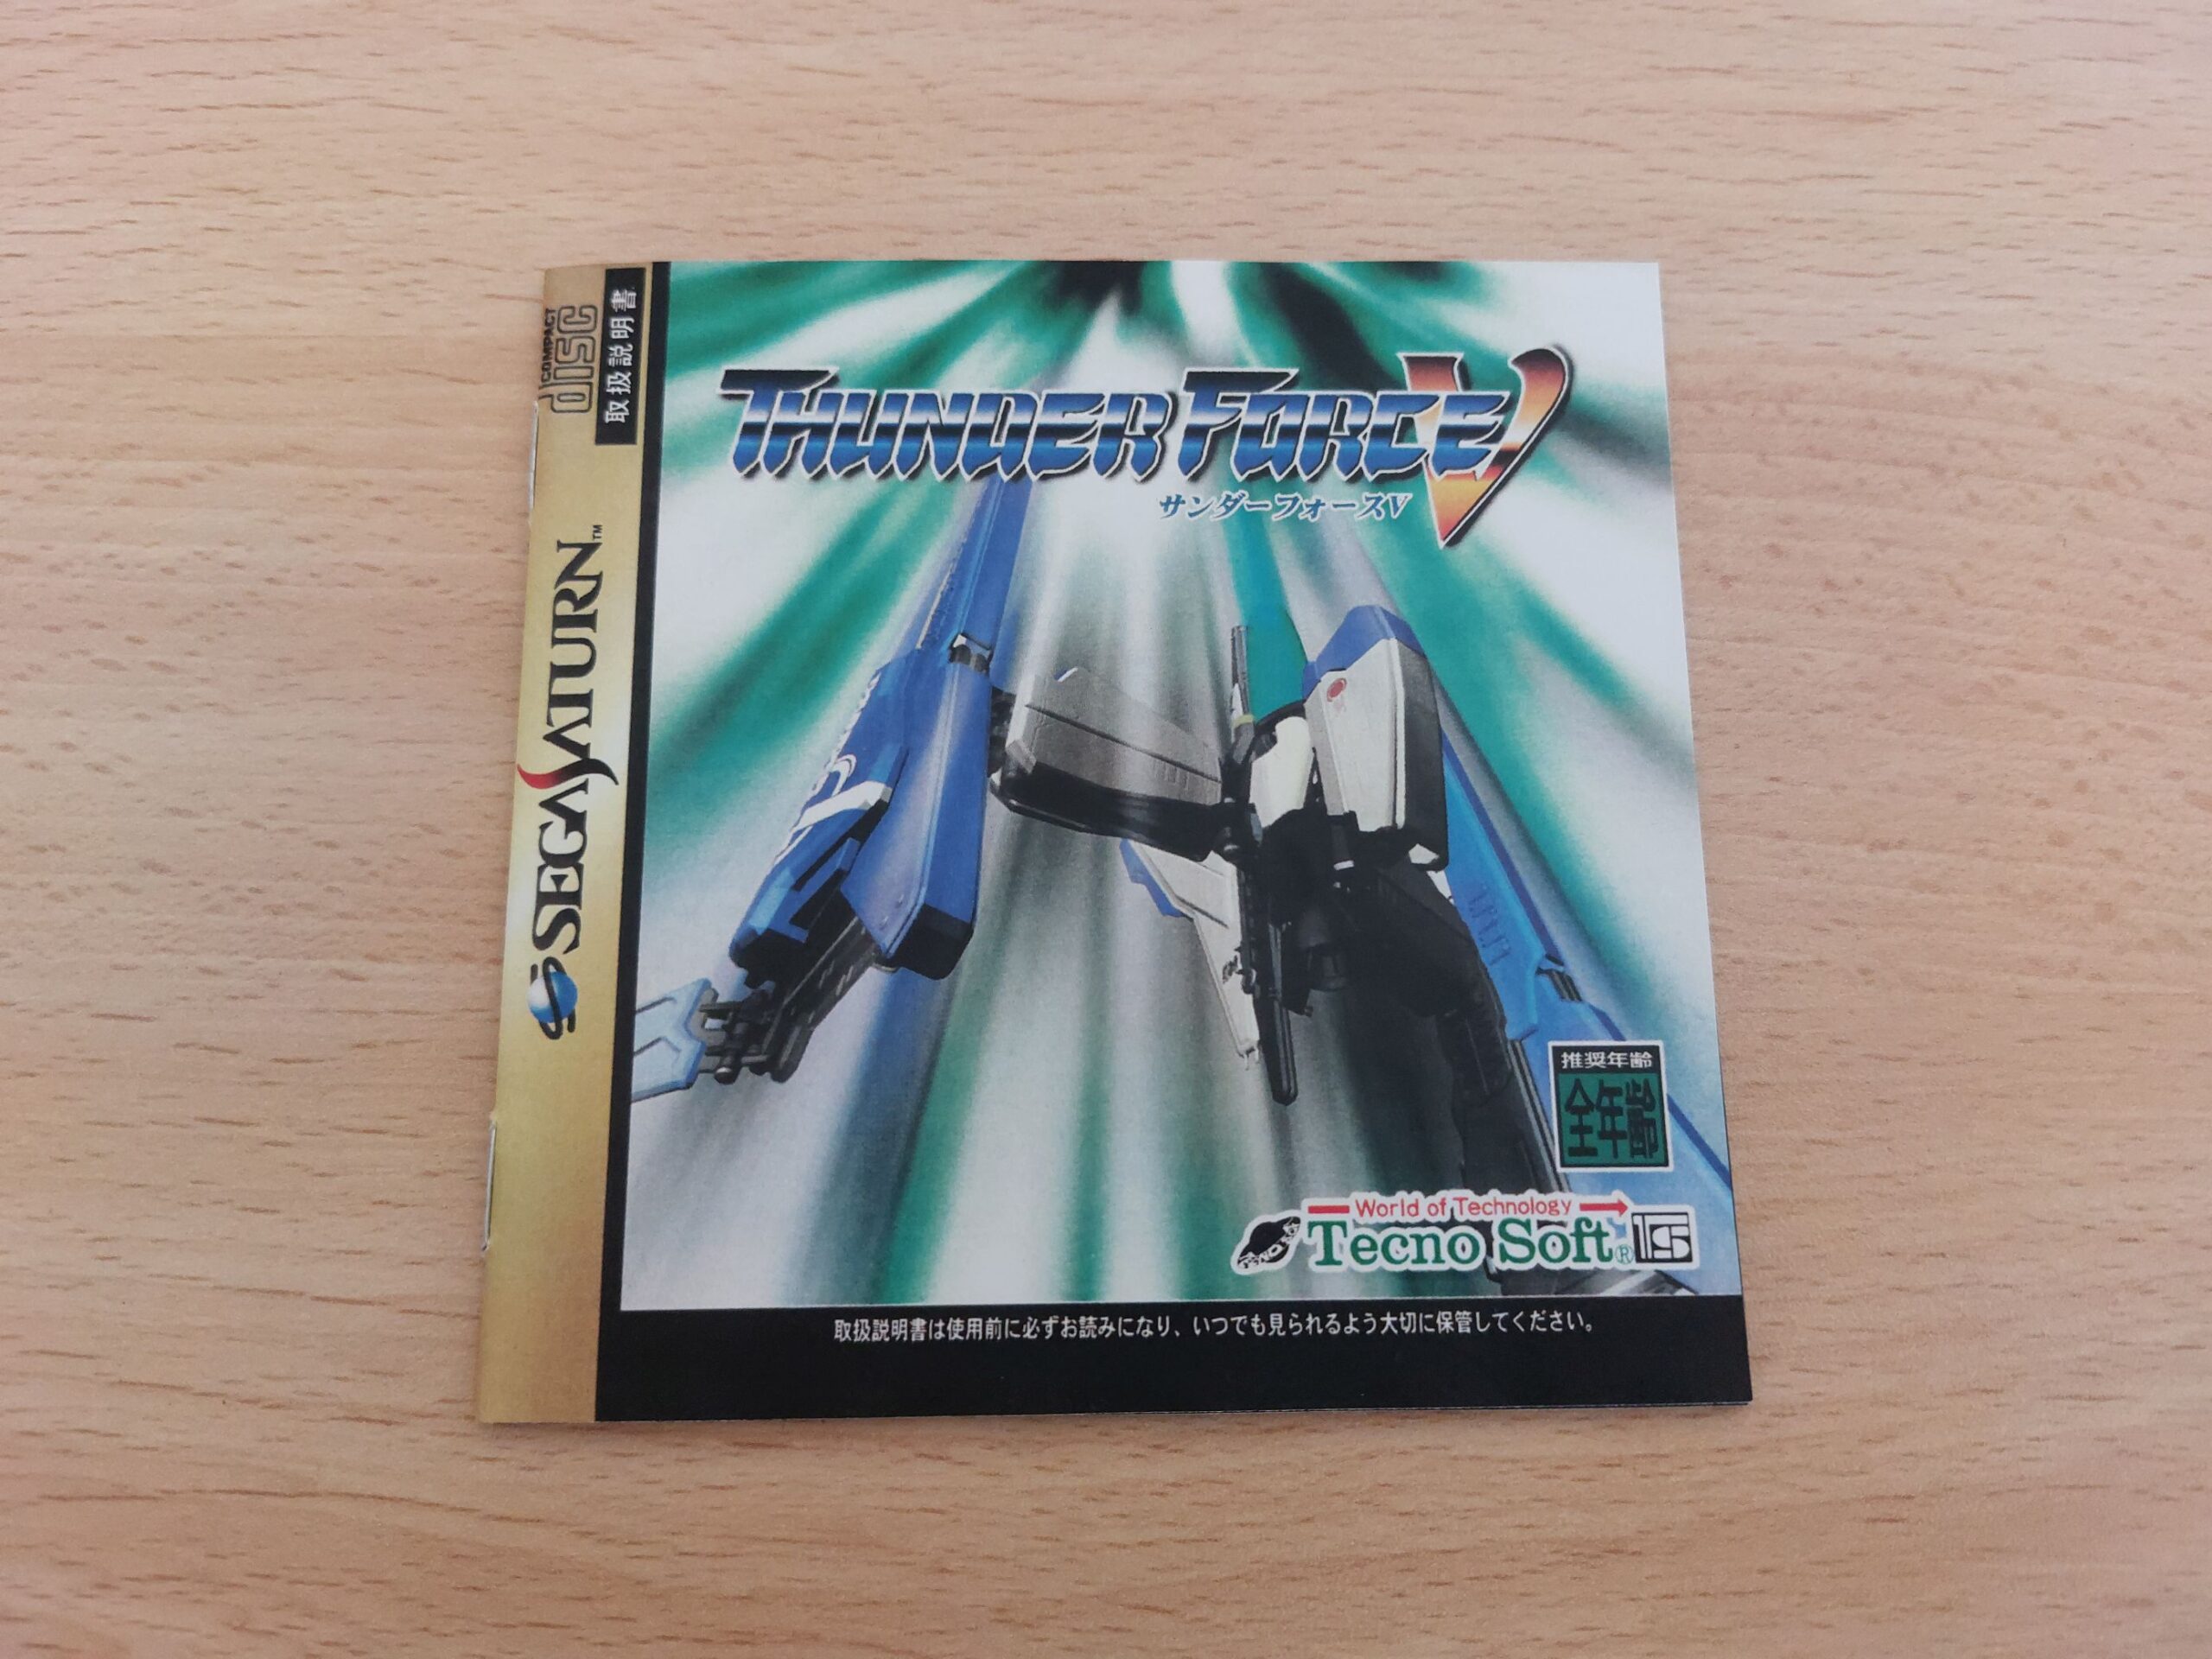 COMPACT
disc
取扱説明書
SEGA SATURN™
THUNDER FORCE V
サンダーフォースV
推奨年齢
全年齢
World of Technology
Tecno Soft®
取扱説明書は使用前に必ずお読みになり、いつでも見られるよう大切に保管してください。